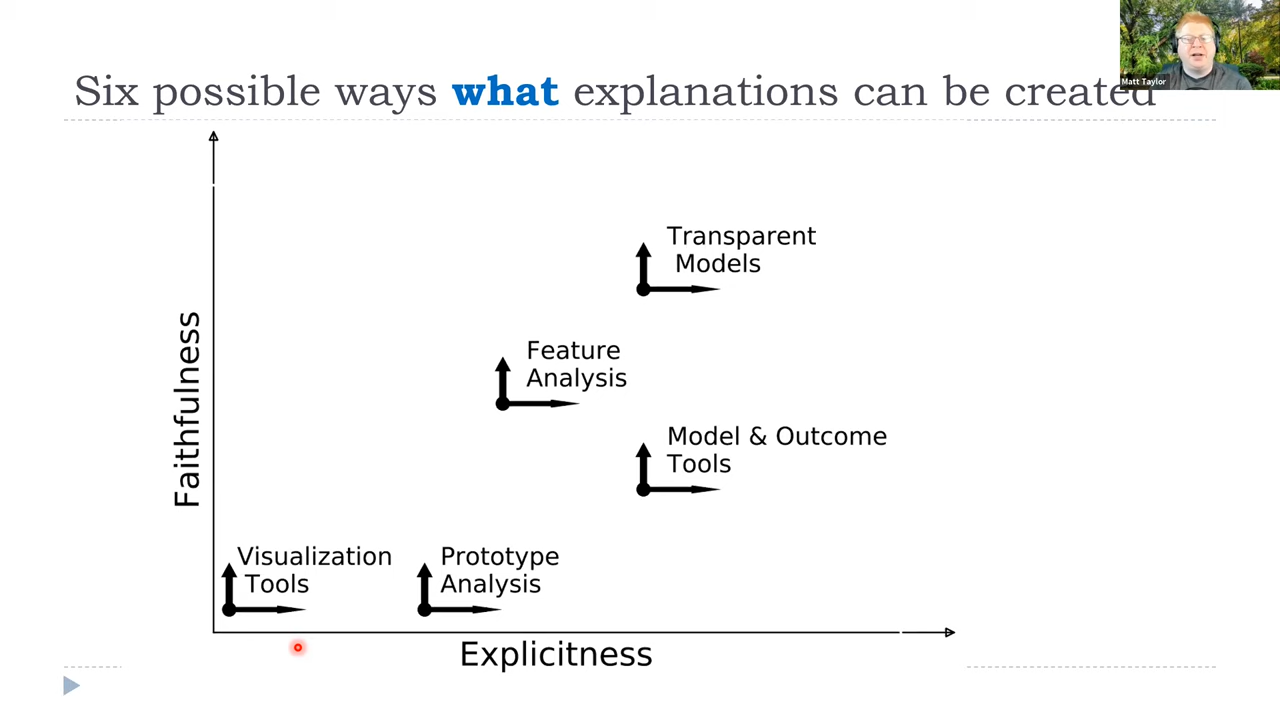 Six possible ways what explanations can be created
Matt Taylor
Transparent
Models
Feature
Analysis
Model & Outcome
Tools
Visualization
Tools
Prototype
Analysis
Faithfulness
Explicitness